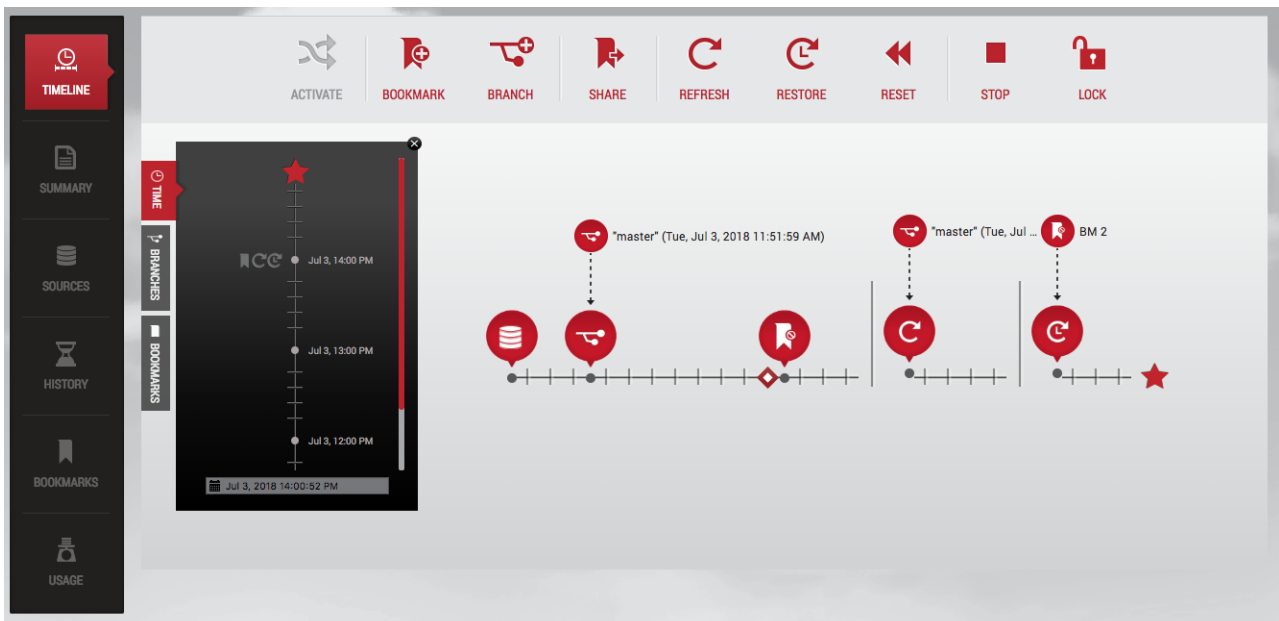 TIMELINE
SUMMARY
SOURCES
HISTORY
BOOKMARKS
USAGE
ACTIVATE
BOOKMARK
BRANCH
SHARE
REFRESH
RESTORE
RESET
STOP
LOCK
TIME
BRANCHES
BOOKMARKS
Jul 3, 14:00 PM
Jul 3, 13:00 PM
Jul 3, 12:00 PM
Jul 3, 2018 14:00:52 PM
"master" (Tue, Jul 3, 2018 11:51:59 AM)
"master" (Tue, Jul ...
BM 2